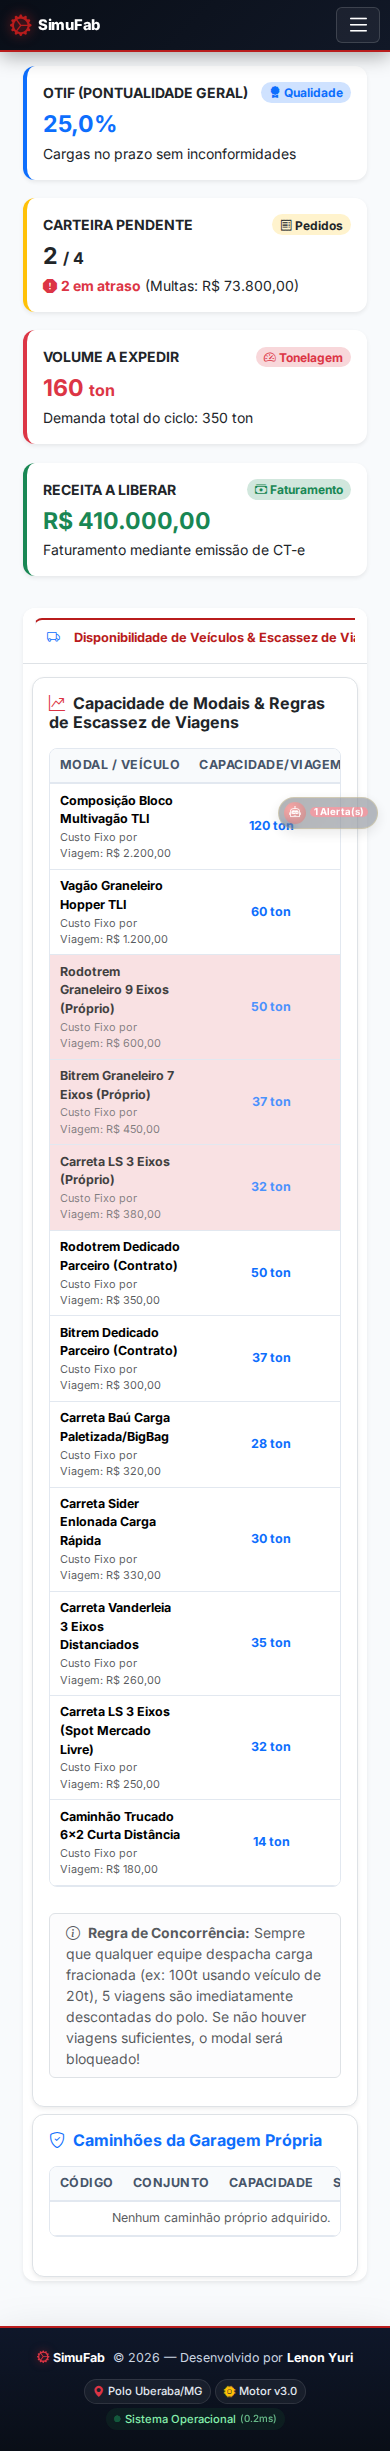 SimuFab
OTIF (PONTUALIDADE GERAL)
Qualidade
25,0%
Cargas no prazo sem inconformidades
CARTEIRA PENDENTE
Pedidos
2 / 4
2 em atraso (Multas: R$ 73.800,00)
VOLUME A EXPEDIR
Tonelagem
160 ton
Demanda total do ciclo: 350 ton
RECEITA A LIBERAR
Faturamento
R$ 410.000,00
Faturamento mediante emissão de CT-e
Disponibilidade de Veículos & Escassez de Via
Capacidade de Modais & Regras
de Escassez de Viagens
MODAL / VEÍCULO CAPACIDADE/VIAGEM
Composição Bloco
Multivagão TLI
Custo Fixo por
Viagem: R$ 2.200,00
120 ton
1 Alerta(s)
Vagão Graneleiro
Hopper TLI
Custo Fixo por
Viagem: R$ 1.200,00
60 ton
Rodotrem
Graneleiro 9 Eixos
(Próprio)
Custo Fixo por
Viagem: R$ 600,00
50 ton
Bitrem Graneleiro 7
Eixos (Próprio)
Custo Fixo por
Viagem: R$ 450,00
37 ton
Carreta LS 3 Eixos
(Próprio)
Custo Fixo por
Viagem: R$ 380,00
32 ton
Rodotrem Dedicado
Parceiro (Contrato)
Custo Fixo por
Viagem: R$ 350,00
50 ton
Bitrem Dedicado
Parceiro (Contrato)
Custo Fixo por
Viagem: R$ 300,00
37 ton
Carreta Baú Carga
Paletizada/BigBag
Custo Fixo por
Viagem: R$ 320,00
28 ton
Carreta Sider
Enlonada Carga
Rápida
Custo Fixo por
Viagem: R$ 330,00
30 ton
Carreta Vanderleia
3 Eixos
Distanciados
Custo Fixo por
Viagem: R$ 260,00
35 ton
Carreta LS 3 Eixos
(Spot Mercado
Livre)
Custo Fixo por
Viagem: R$ 250,00
32 ton
Caminhão Trucado
6x2 Curta Distância
Custo Fixo por
Viagem: R$ 180,00
14 ton
Regra de Concorrência: Sempre
que qualquer equipe despacha carga
fracionada (ex: 100t usando veículo de
20t), 5 viagens são imediatamente
descontadas do polo. Se não houver
viagens suficientes, o modal será
bloqueado!
Caminhões da Garagem Própria
CÓDIGO CONJUNTO CAPACIDADE S
Nenhum caminhão próprio adquirido.
SimuFab © 2026 — Desenvolvido por Lenon Yuri
Polo Uberaba/MG Motor v3.0
Sistema Operacional (0.2ms)